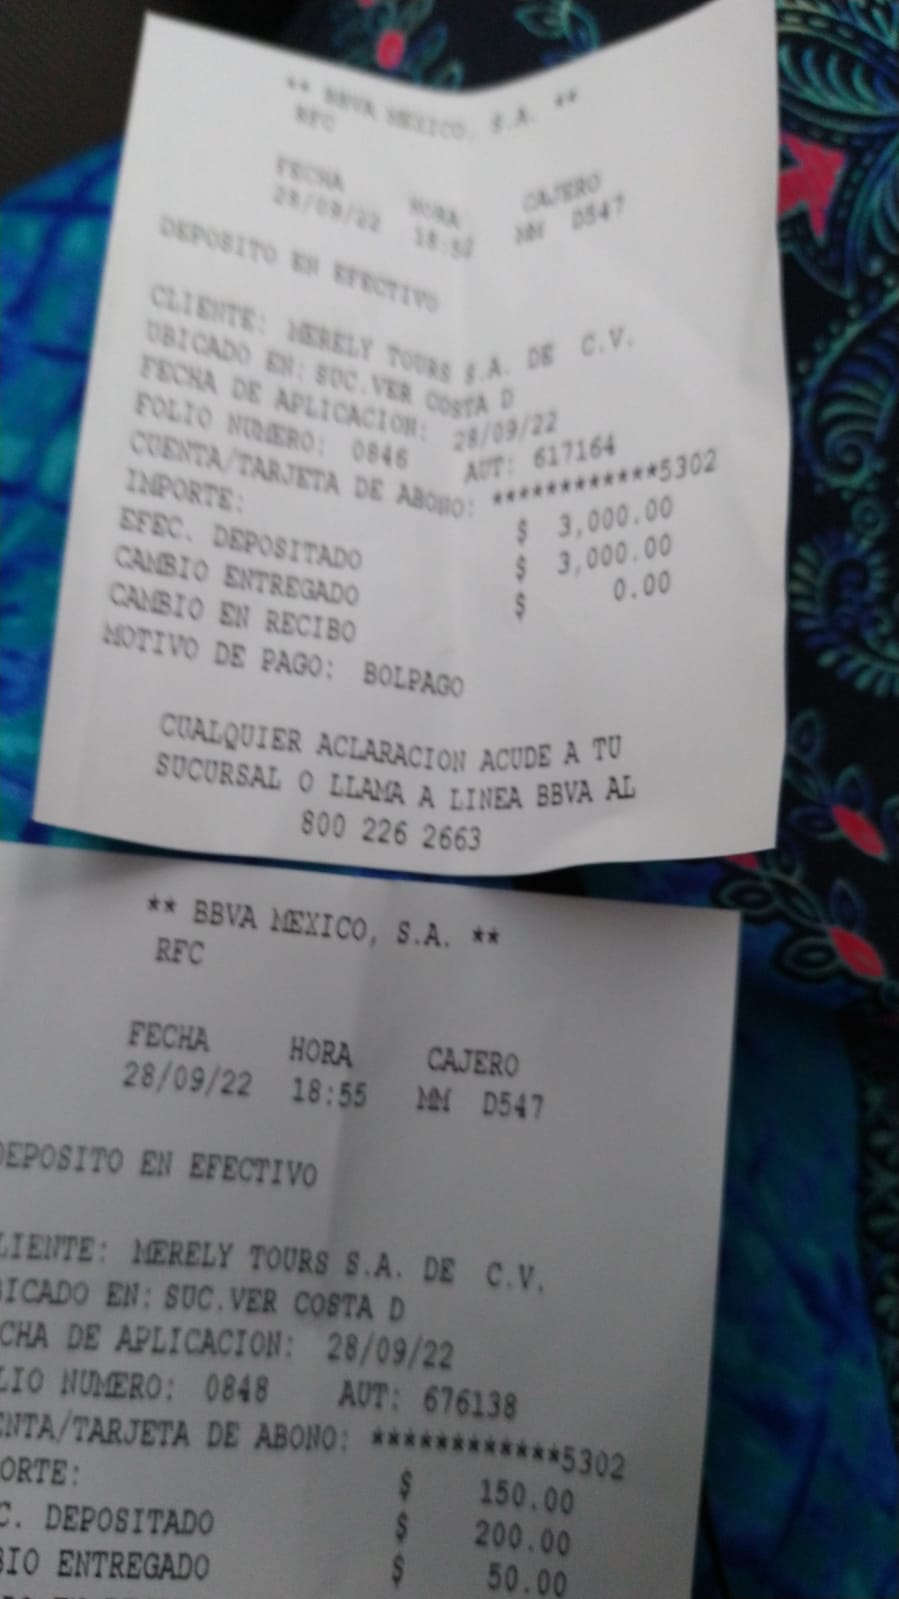 ** BBVA MEXICO, S.A. **
RFC
FECHA HORA CAJERO
28/09/22 18:52 MM D547
DEPOSITO EN EFECTIVO
CLIENTE: MERELY TOURS S.A. DE C.V.
UBICADO EN: SUC.VER COSTA D
FECHA DE APLICACION: 28/09/22
FOLIO NUMERO: 0846 AUT: 617164
CUENTA/TARJETA DE ABONO: ************5302
IMPORTE: $ 3,000.00
EFEC. DEPOSITADO $ 3,000.00
CAMBIO ENTREGADO $ 0.00
CAMBIO EN RECIBO
MOTIVO DE PAGO: BOLPAGO
CUALQUIER ACLARACION ACUDE A TU
SUCURSAL O LLAMA A LINEA BBVA AL
800 226 2663
** BBVA MEXICO, S.A. **
RFC
FECHA HORA CAJERO
28/09/22 18:55 MM D547
DEPOSITO EN EFECTIVO
LIENTE: MERELY TOURS S.A. DE C.V.
ICADO EN: SUC.VER COSTA D
CHA DE APLICACION: 28/09/22
LIO NUMERO: 0848 AUT: 676138
ENTA/TARJETA DE ABONO: ************5302
ORTE: $ 150.00
C. DEPOSITADO $ 200.00
BIO ENTREGADO $ 50.00